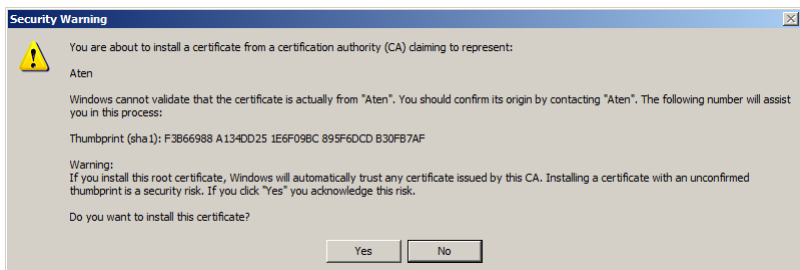 Security Warning
You are about to install a certificate from a certification authority (CA) claiming to represent:
Aten
Windows cannot validate that the certificate is actually from "Aten". You should confirm its origin by contacting "Aten". The following number will assist
you in this process:
Thumbprint (sha1): F3B66988 A134DD25 1E6F09BC 895F6DCD B30FB7AF
Warning:
If you install this root certificate, Windows will automatically trust any certificate issued by this CA. Installing a certificate with an unconfirmed
thumbprint is a security risk. If you click "Yes" you acknowledge this risk.
Do you want to install this certificate?
Yes
No